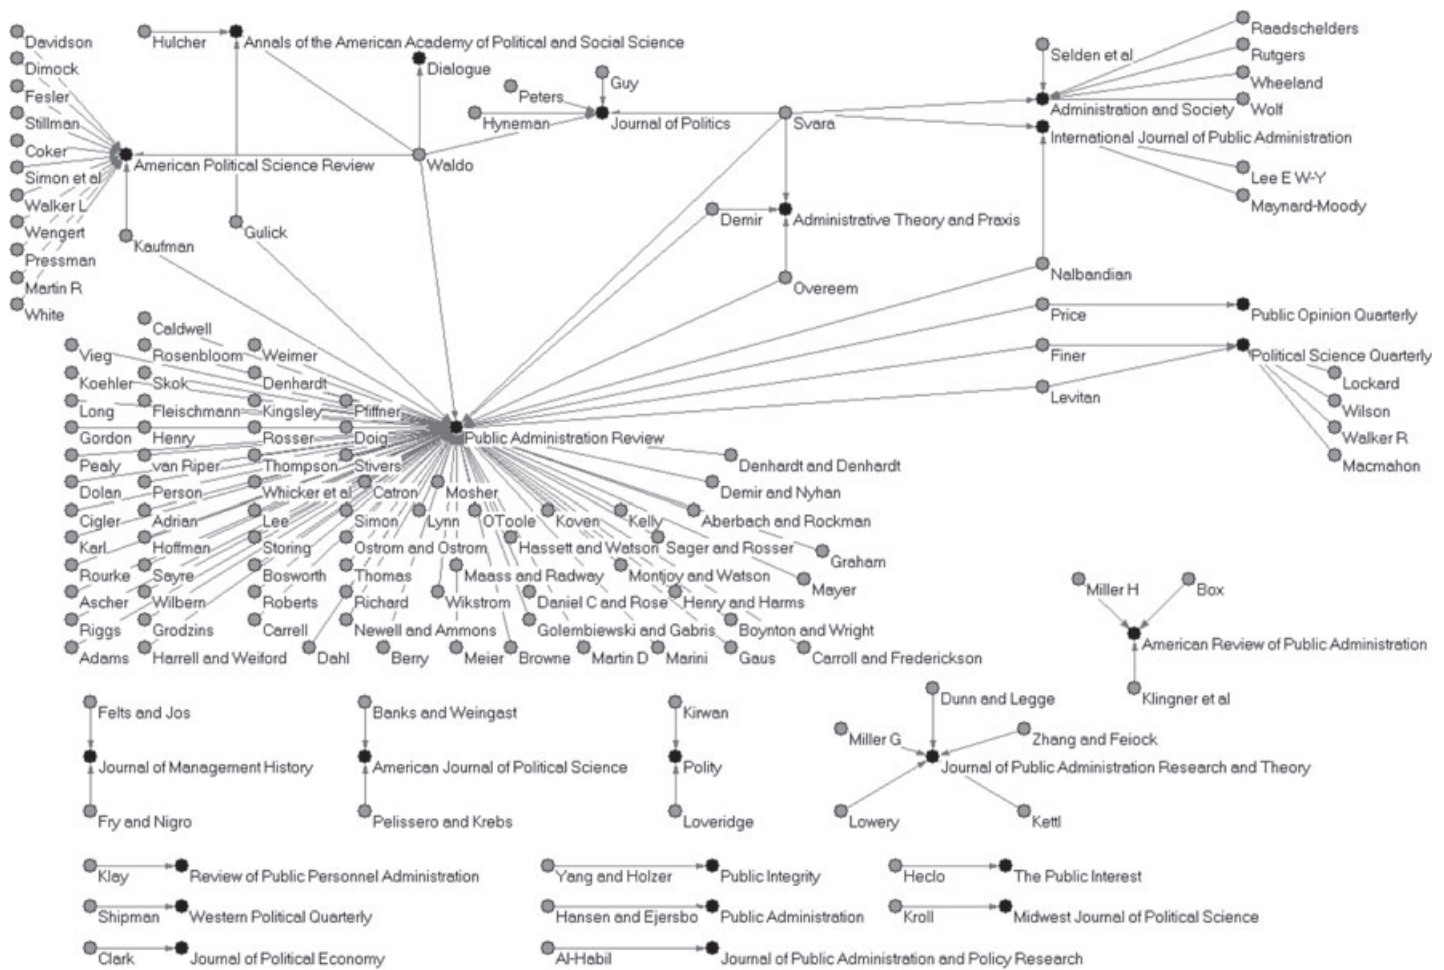 Davidson
Hulcher
Annals of the American Academy of Political and Social Science
Raadschelders
Dimock
Dialogue
Selden et al
Rutgers
Fesler
Peters
Guy
Wheeland
Stillman
Hyneman
Journal of Politics
Svara
Administration and Society
Wolf
Coker
American Political Science Review
Waldo
International Journal of Public Administration
Simon et al
Lee E W-Y
Walker L
Maynard-Moody
Wengert
Kaufman
Gulick
Demir
Administrative Theory and Praxis
Pressman
Martin R
Overeem
Nalbandian
White
Price
Public Opinion Quarterly
Caldwell
Vieg
Rosenbloom
Weimer
Finer
Political Science Quarterly
Koehler
Skok
Denhardt
Lockard
Long
Fleischmann
Kingsley
Pfiffner
Levitan
Wilson
Gordon
Henry
Rosser
Doig
Public Administration Review
Walker R
Pealy
van Riper
Thompson
Stivers
Denhardt and Denhardt
Macmahon
Dolan
Person
Whicker et al
Catron
Mosher
Demir and Nyhan
Cigler
Adrian
Lee
Simon
Lynn
OToole
Koven
Kelly
Aberbach and Rockman
Karl
Hoffman
Storing
Ostrom and Ostrom
Hassett and Watson
Sager and Rosser
Graham
Rourke
Sayre
Bosworth
Thomas
Maass and Radway
Montjoy and Watson
Mayer
Miller H
Box
Ascher
Wilbern
Roberts
Richard
Wikstrom
Daniel C and Rose
Henry and Harms
Riggs
Grodzins
Carrell
Newell and Ammons
Golembiewski and Gabris
Boynton and Wright
American Review of Public Administration
Adams
Harrell and Weiford
Dahl
Berry
Meier
Browne
Martin D
Marini
Gaus
Carroll and Frederickson
Klingner et al
Felts and Jos
Banks and Weingast
Kirwan
Dunn and Legge
Miller G
Zhang and Feiock
Journal of Management History
American Journal of Political Science
Polity
Journal of Public Administration Research and Theory
Fry and Nigro
Pelissero and Krebs
Loveridge
Lowery
Kettl
Klay
Review of Public Personnel Administration
Yang and Holzer
Public Integrity
Heclo
The Public Interest
Shipman
Western Political Quarterly
Hansen and Ejersbo
Public Administration
Kroll
Midwest Journal of Political Science
Clark
Journal of Political Economy
Al-Habil
Journal of Public Administration and Policy Research